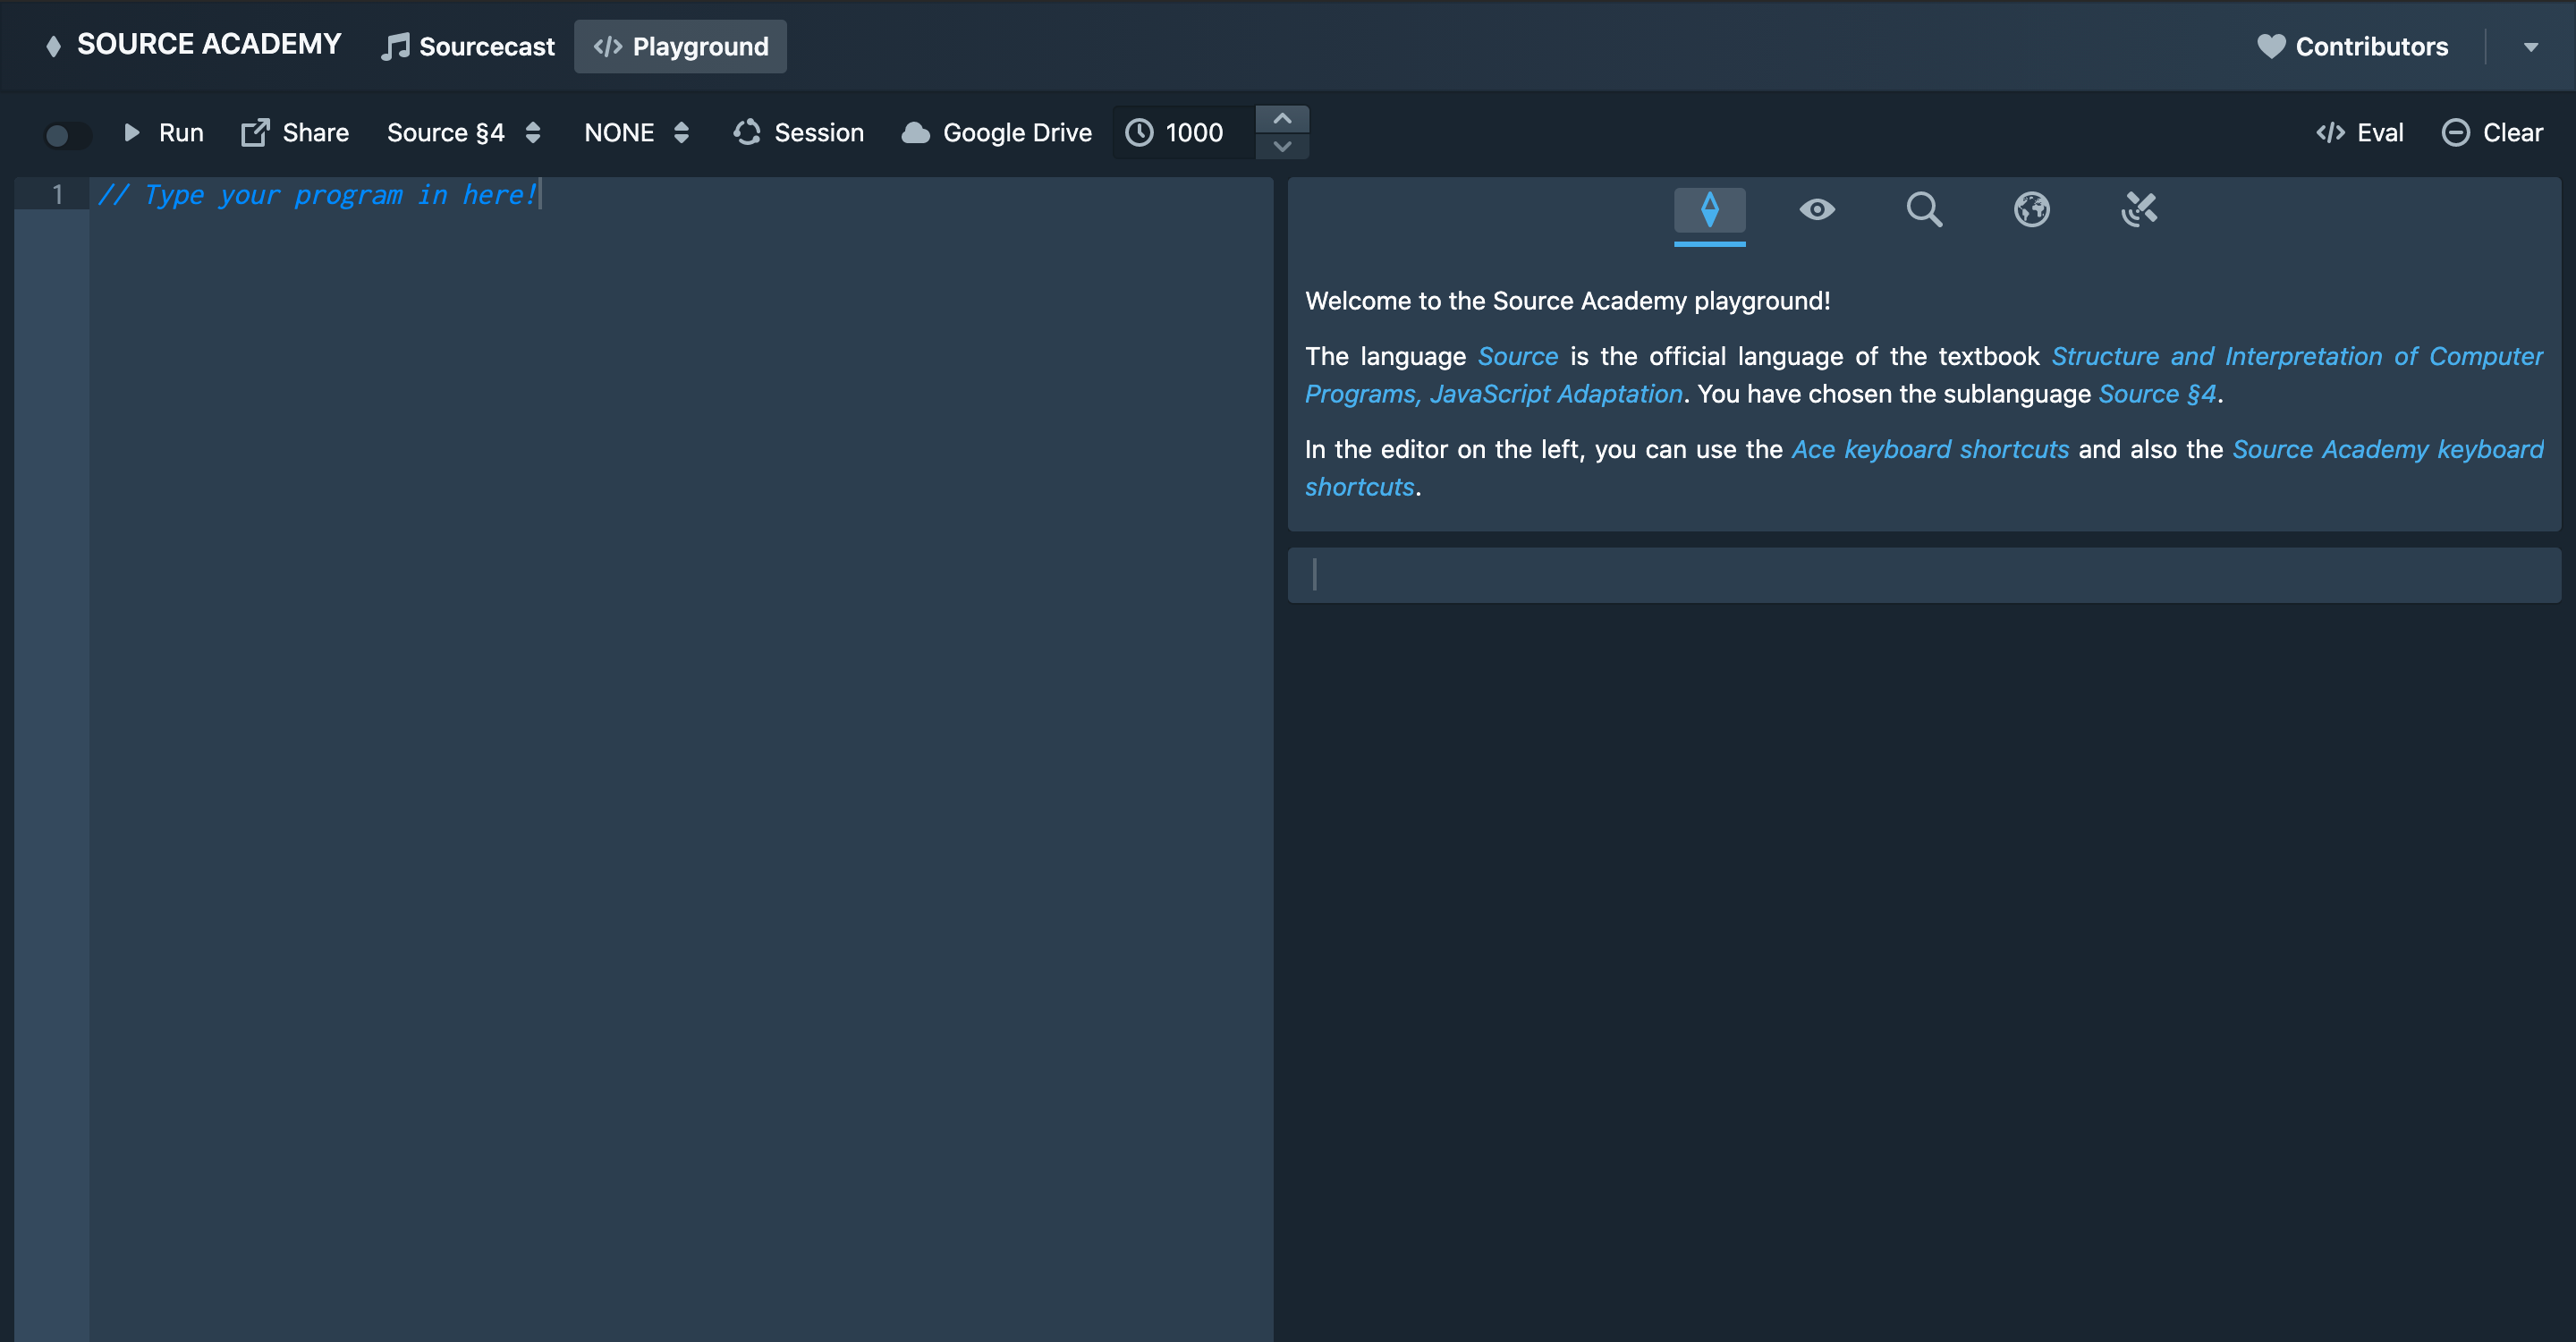 SOURCE ACADEMY Sourcecast </> Playground Contributors
Run Share Source §4 NONE Session Google Drive 1000 </> Eval Clear
1 // Type your program in here!
Welcome to the Source Academy playground!
The language Source is the official language of the textbook Structure and Interpretation of Computer
Programs, JavaScript Adaptation. You have chosen the sublanguage Source §4.
In the editor on the left, you can use the Ace keyboard shortcuts and also the Source Academy keyboard
shortcuts.